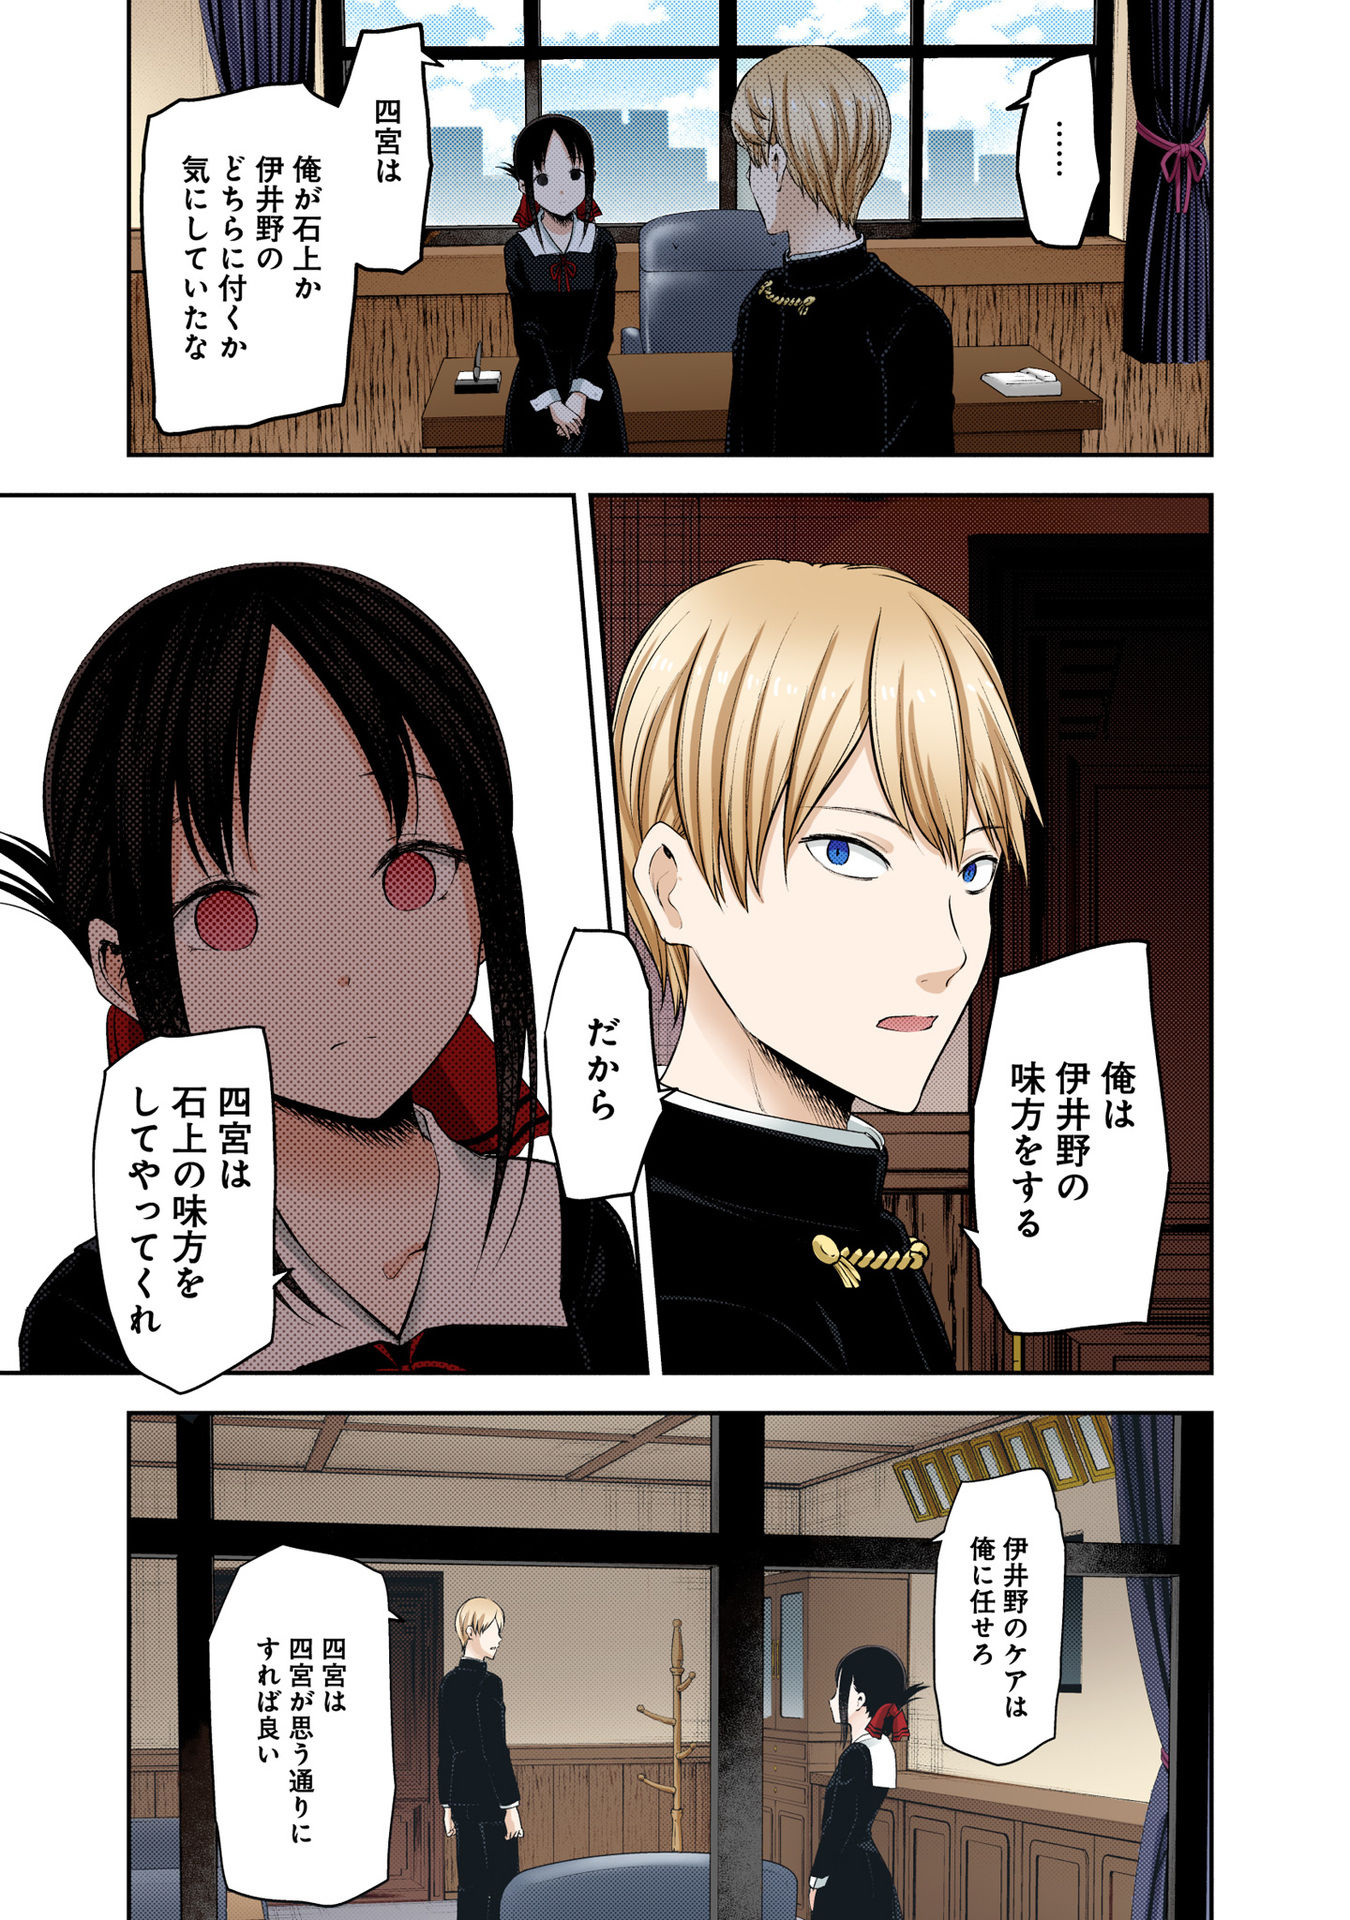 ……
四宮は
俺が石上か
伊井野の
どちらに付くか
気にしていたな
俺は
伊井野の
味方をする
だから
四宮は
石上の味方を
してやってくれ
伊井野のケアは
俺に任せろ
四宮は
四宮が思う通りに
すれば良い